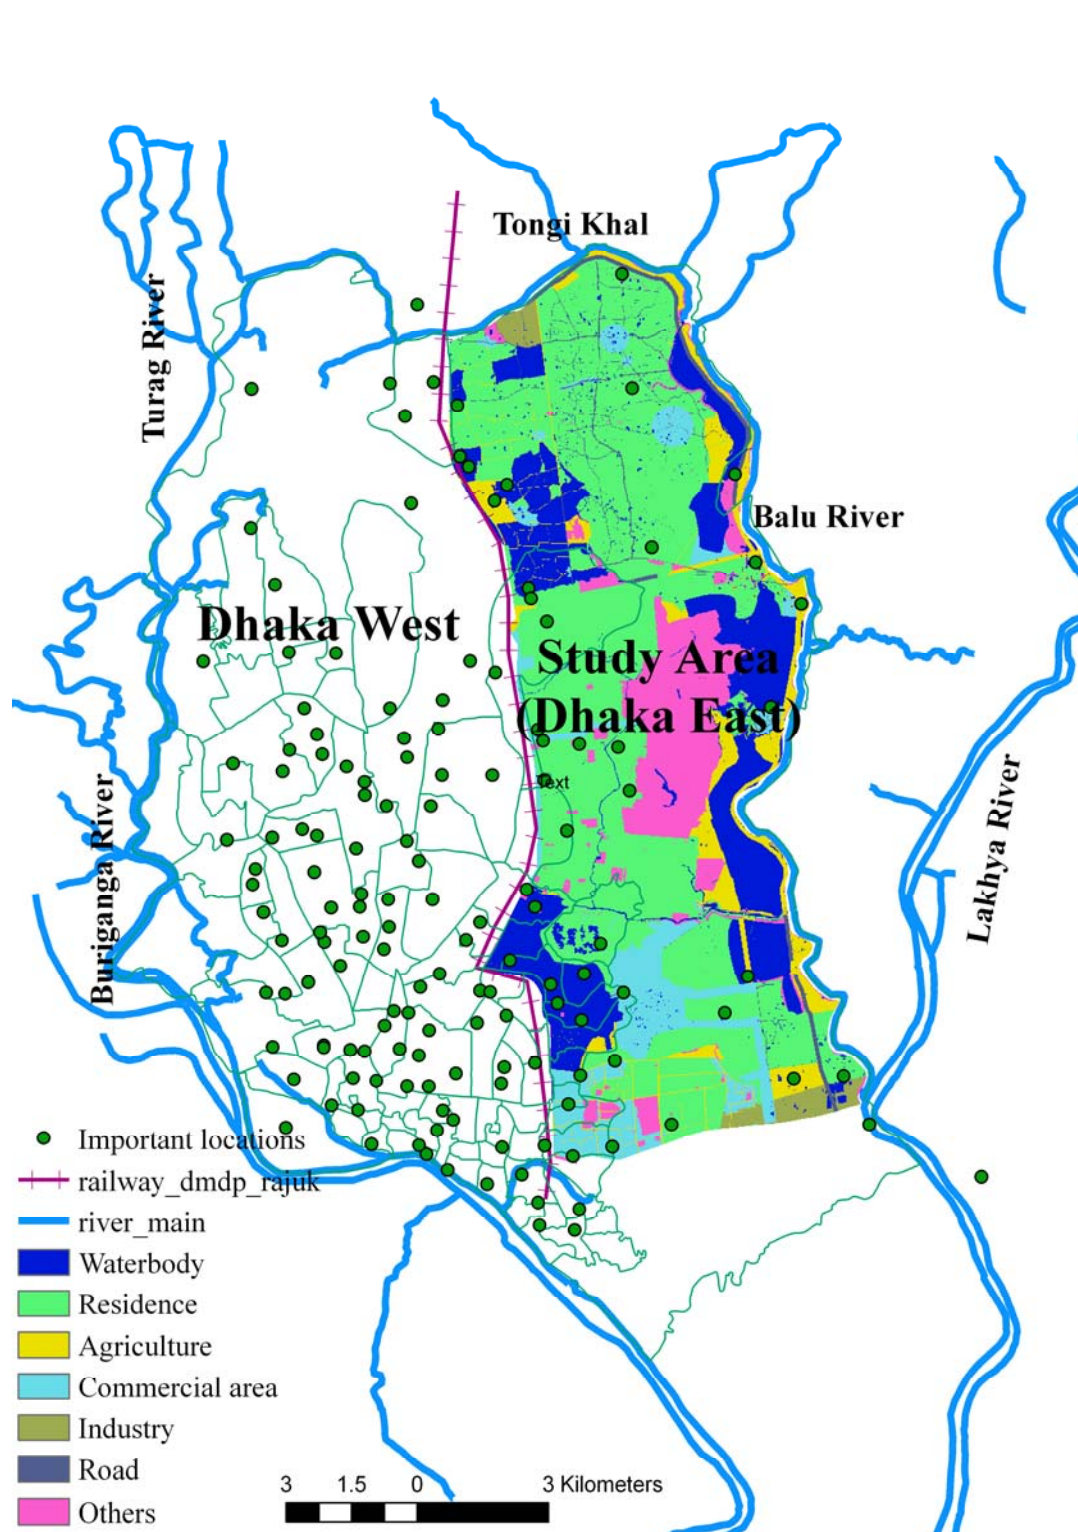 Tongi Khal
Turag River
Balu River
Dhaka West
Study Area
(Dhaka East)
Text
Buriganga River
Lakhya River
Important locations
railway_dmdp_rajuk
river_main
Waterbody
Residence
Agriculture
Commercial area
Industry
Road
Others
3 1.5 0 3 Kilometers